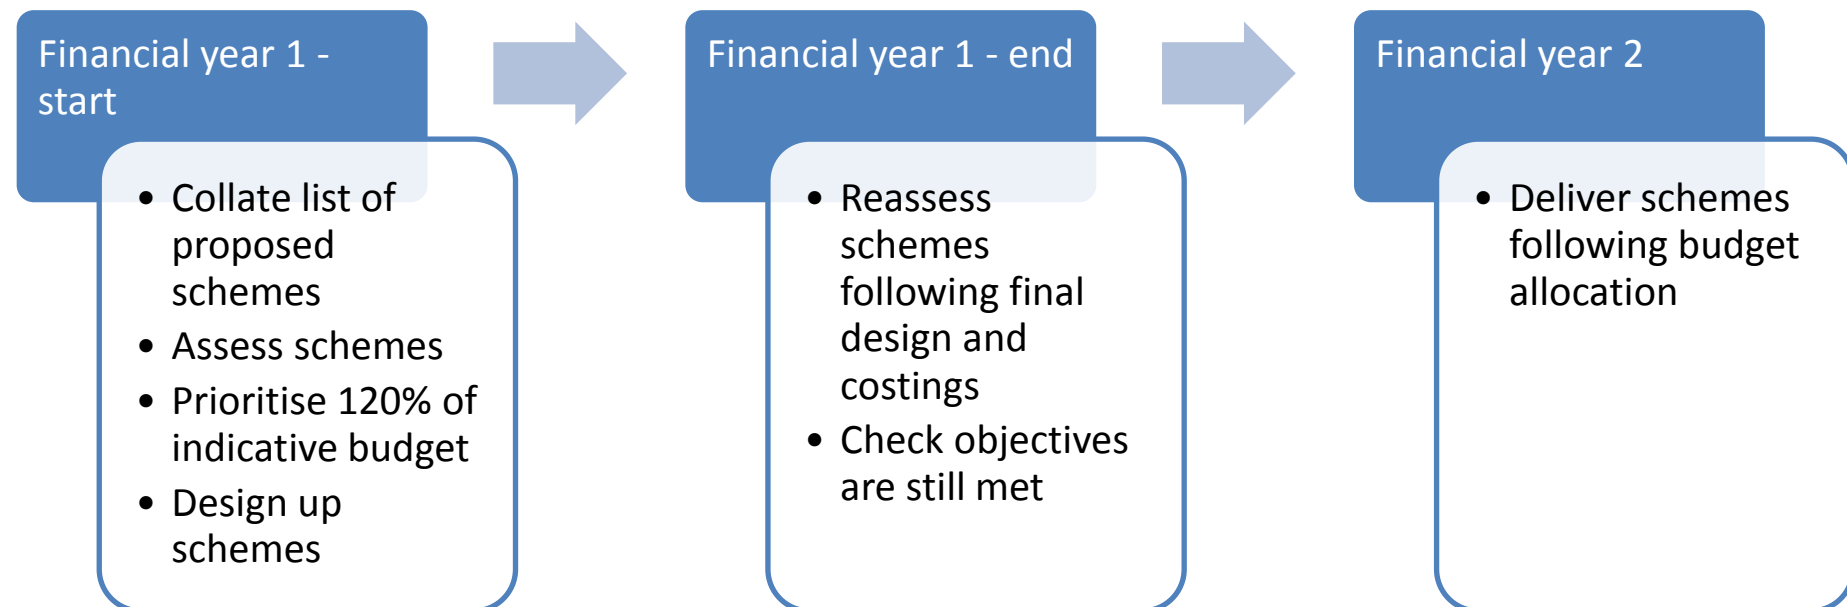 Financial year 1 -
start
• Collate list of
proposed
schemes
• Assess schemes
• Prioritise 120% of
indicative budget
• Design up
schemes
Financial year 1 - end
• Reassess
schemes
following final
design and
costings
• Check objectives
are still met
Financial year 2
• Deliver schemes
following budget
allocation